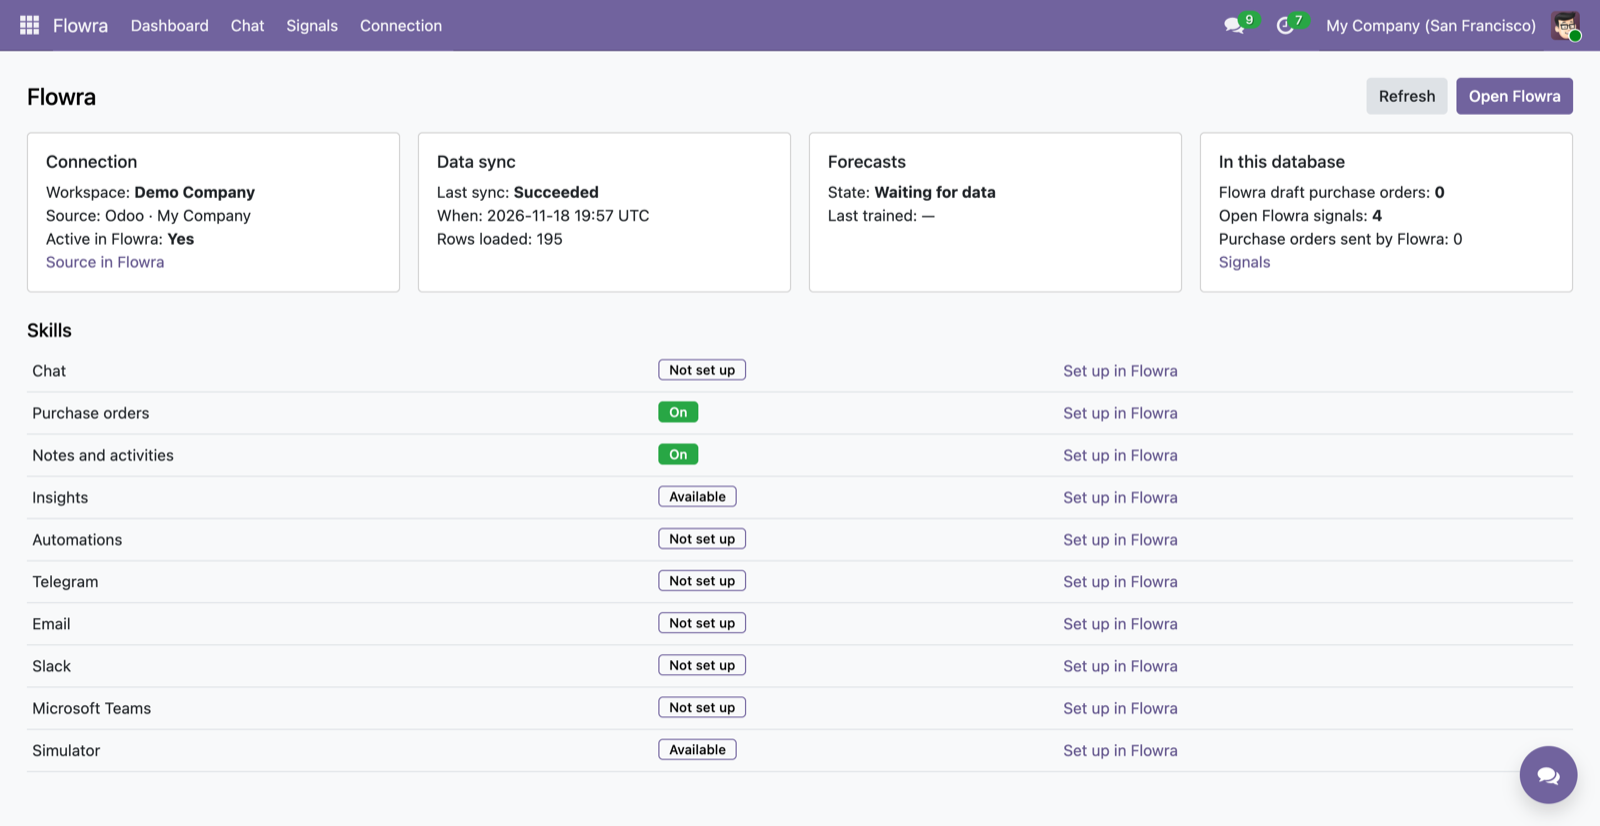 Flowra Dashboard Chat Signals Connection 9 7 My Company (San Francisco)
Flowra Refresh Open Flowra
Connection
Workspace: Demo Company
Source: Odoo · My Company
Active in Flowra: Yes
Source in Flowra
Data sync
Last sync: Succeeded
When: 2026-11-18 19:57 UTC
Rows loaded: 195
Forecasts
State: Waiting for data
Last trained: —
In this database
Flowra draft purchase orders: 0
Open Flowra signals: 4
Purchase orders sent by Flowra: 0
Signals
Skills
Chat Not set up Set up in Flowra
Purchase orders On Set up in Flowra
Notes and activities On Set up in Flowra
Insights Available Set up in Flowra
Automations Not set up Set up in Flowra
Telegram Not set up Set up in Flowra
Email Not set up Set up in Flowra
Slack Not set up Set up in Flowra
Microsoft Teams Not set up Set up in Flowra
Simulator Available Set up in Flowra